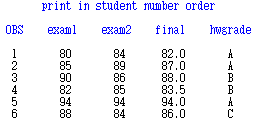 print in student number order
OBS exam1 exam2 final hwgrade
1 80 84 82.0 A
2 85 89 87.0 A
3 90 86 88.0 B
4 82 85 83.5 B
5 94 94 94.0 A
6 88 84 86.0 C